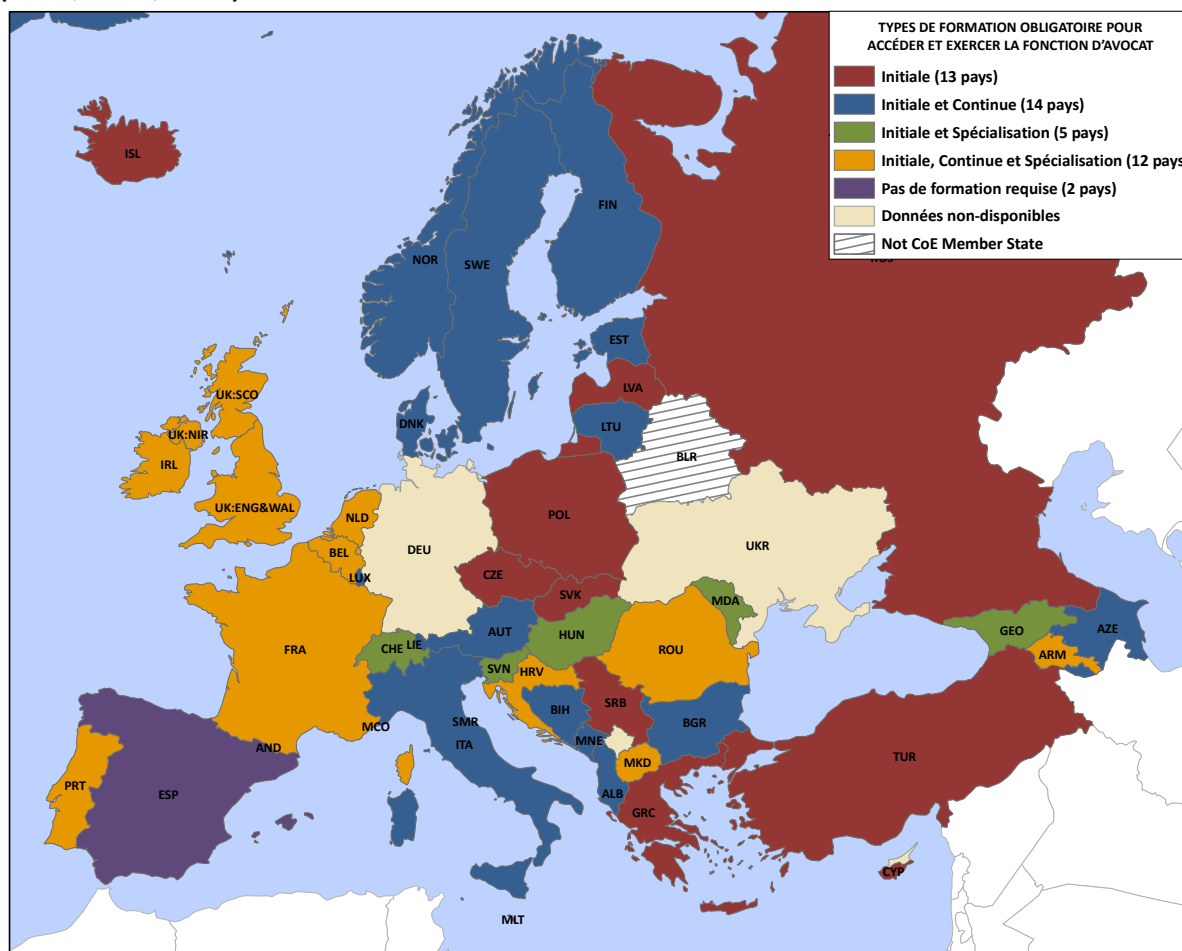 TYPES DE FORMATION OBLIGATOIRE POUR
ACCÉDER ET EXERCER LA FONCTION D'AVOCAT
Initiale (13 pays)
Initiale et Continue (14 pays)
Initiale et Spécialisation (5 pays)
Initiale, Continue et Spécialisation (12 pays
Pas de formation requise (2 pays)
Données non-disponibles
Not CoE Member State
ISL
FIN
NOR
SWE
RUS
EST
LVA
UK:SCO
DNK
LTU
UK:NIR
BLR
IRL
UK:ENG&WAL
NLD
POL
DEU
UKR
BEL
LUX
CZE
SVK
MDA
AUT
HUN
GEO
AZE
CHE
LIE
FRA
ROU
ARM
SVN
HRV
SRB
BIH
MCO
SMR
BGR
MNE
ITA
AND
MKD
TUR
PRT
ESP
ALB
GRC
CYP
MLT